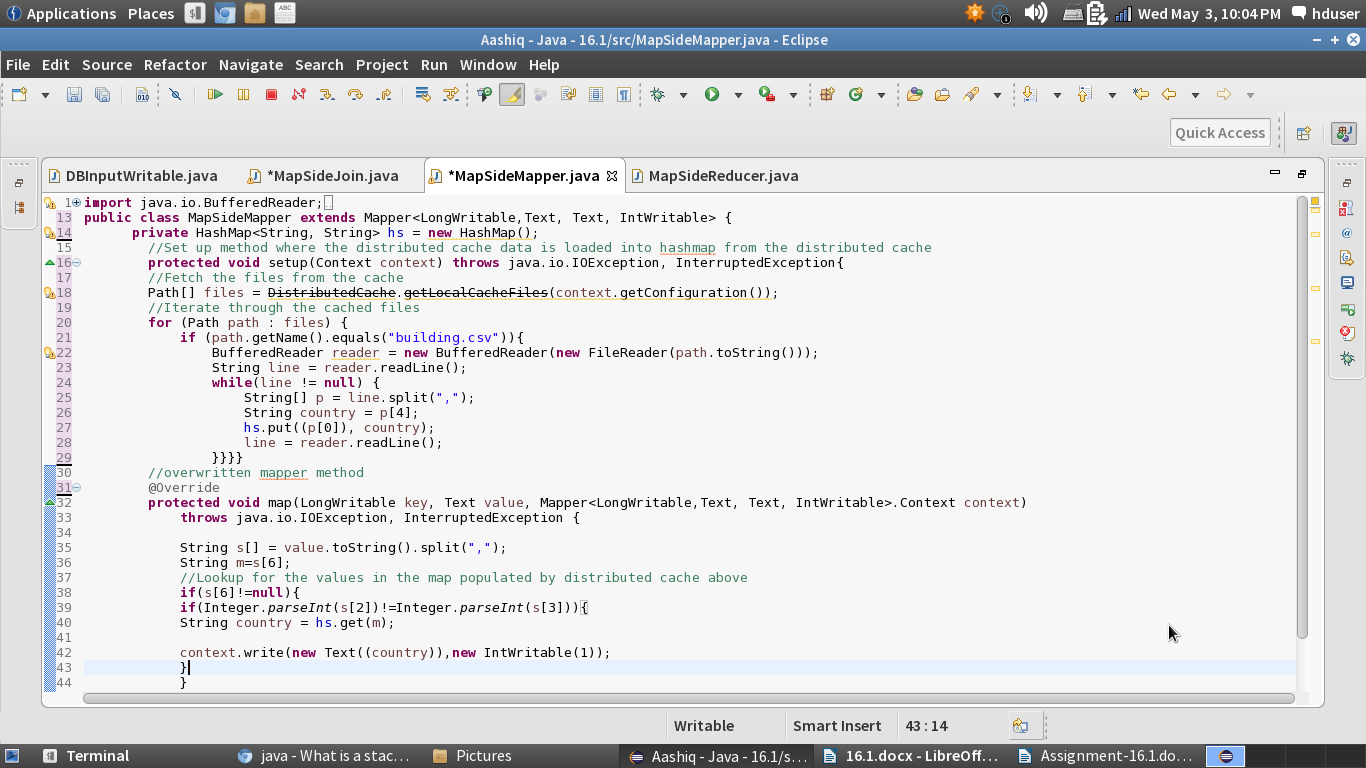 Applications Places Wed May 3, 10:04 PM hduser
Aashiq - Java - 16.1/src/MapSideMapper.java - Eclipse
File Edit Source Refactor Navigate Search Project Run Window Help
Quick Access
DBInputWritable.java *MapSideJoin.java *MapSideMapper.java MapSideReducer.java
1 import java.io.BufferedReader;
13 public class MapSideMapper extends Mapper<LongWritable,Text, Text, IntWritable> {
14 private HashMap<String, String> hs = new HashMap();
15 //Set up method where the distributed cache data is loaded into hashmap from the distributed cache
16 protected void setup(Context context) throws java.io.IOException, InterruptedException{
17 //Fetch the files from the cache
18 Path[] files = DistributedCache.getLocalCacheFiles(context.getConfiguration());
19 //Iterate through the cached files
20 for (Path path : files) {
21 if (path.getName().equals("building.csv")){
22 BufferedReader reader = new BufferedReader(new FileReader(path.toString()));
23 String line = reader.readLine();
24 while(line != null) {
25 String[] p = line.split(",");
26 String country = p[4];
27 hs.put((p[0]), country);
28 line = reader.readLine();
29 }}}}
30 //overwritten mapper method
31 @Override
32 protected void map(LongWritable key, Text value, Mapper<LongWritable,Text, Text, IntWritable>.Context context)
33 throws java.io.IOException, InterruptedException {
34
35 String s[] = value.toString().split(",");
36 String m=s[6];
37 //Lookup for the values in the map populated by distributed cache above
38 if(s[6]!=null){
39 if(Integer.parseInt(s[2])!=Integer.parseInt(s[3])){
40 String country = hs.get(m);
41
42 context.write(new Text((country)),new IntWritable(1));
43 }
44 }
Writable Smart Insert 43 : 14
Terminal java - What is a stac... Pictures Aashiq - Java - 16.1/s... 16.1.docx - LibreOff... Assignment-16.1.do...